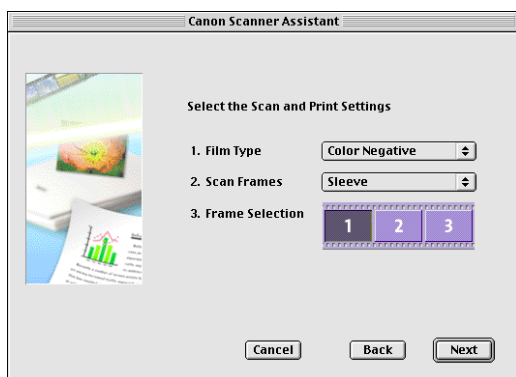 Canon Scanner Assistant
Select the Scan and Print Settings
1. Film Type
Color Negative
2. Scan Frames
Sleeve
3. Frame Selection
1 2 3
Cancel
Back
Next